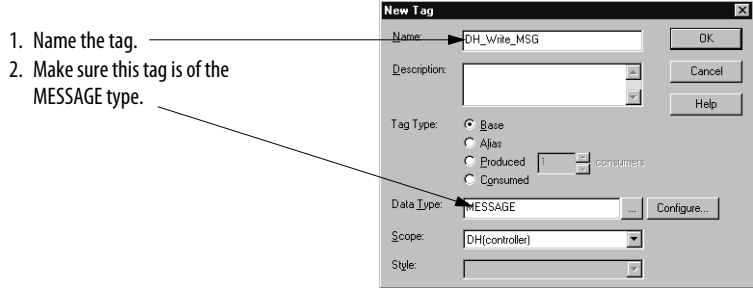 1. Name the tag.
2. Make sure this tag is of the
MESSAGE type.
New Tag
Name:
DH_Write_MSG
OK
Description:
Cancel
Help
Tag Type:
Base
Alias
Produced
1
consumers
Consumed
Data Type:
MESSAGE
...
Configure...
Scope:
DH(controller)
Style: